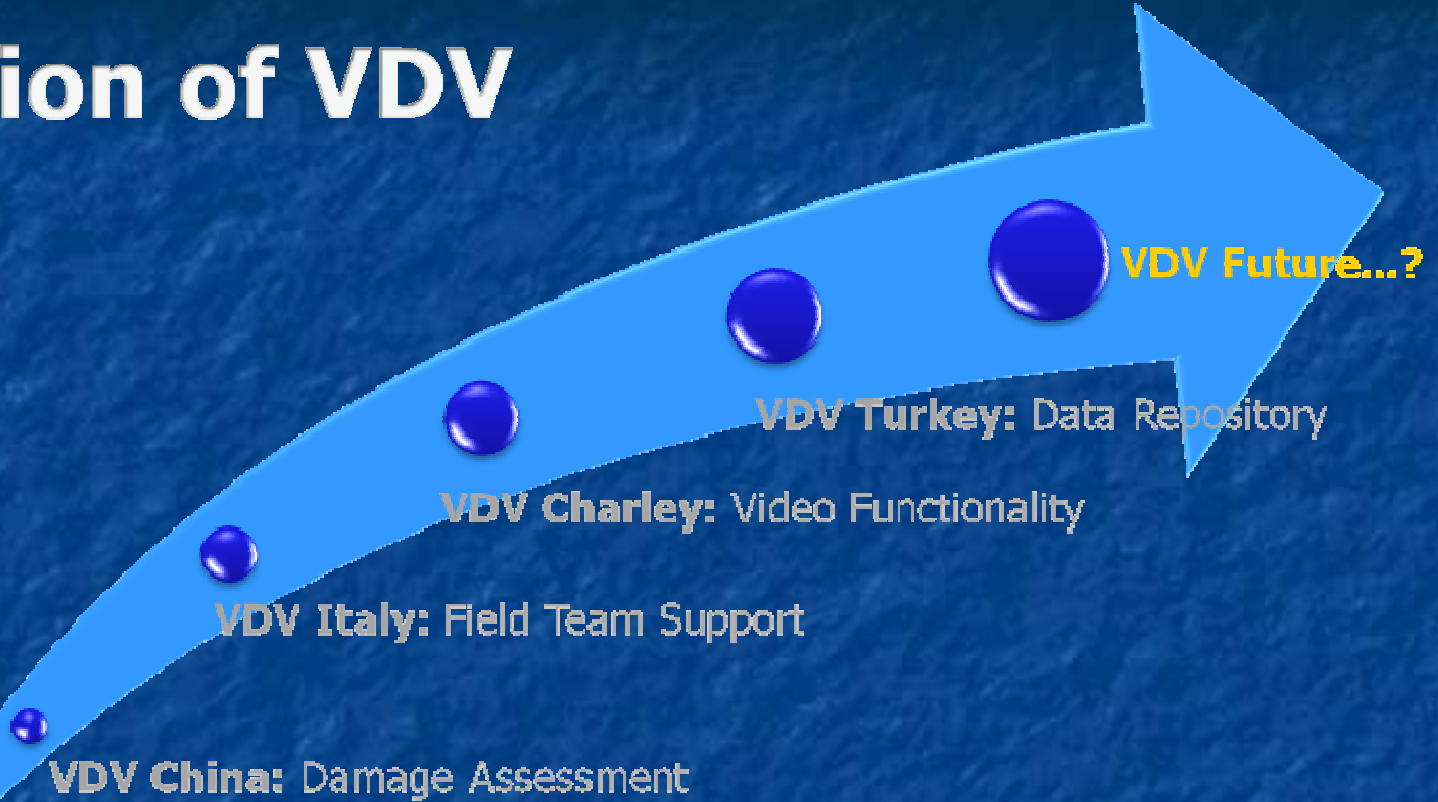 ion of VDV
VDV Future...?
VDV Turkey: Data Repository
VDV Charley: Video Functionality
VDV Italy: Field Team Support
VDV China: Damage Assessment